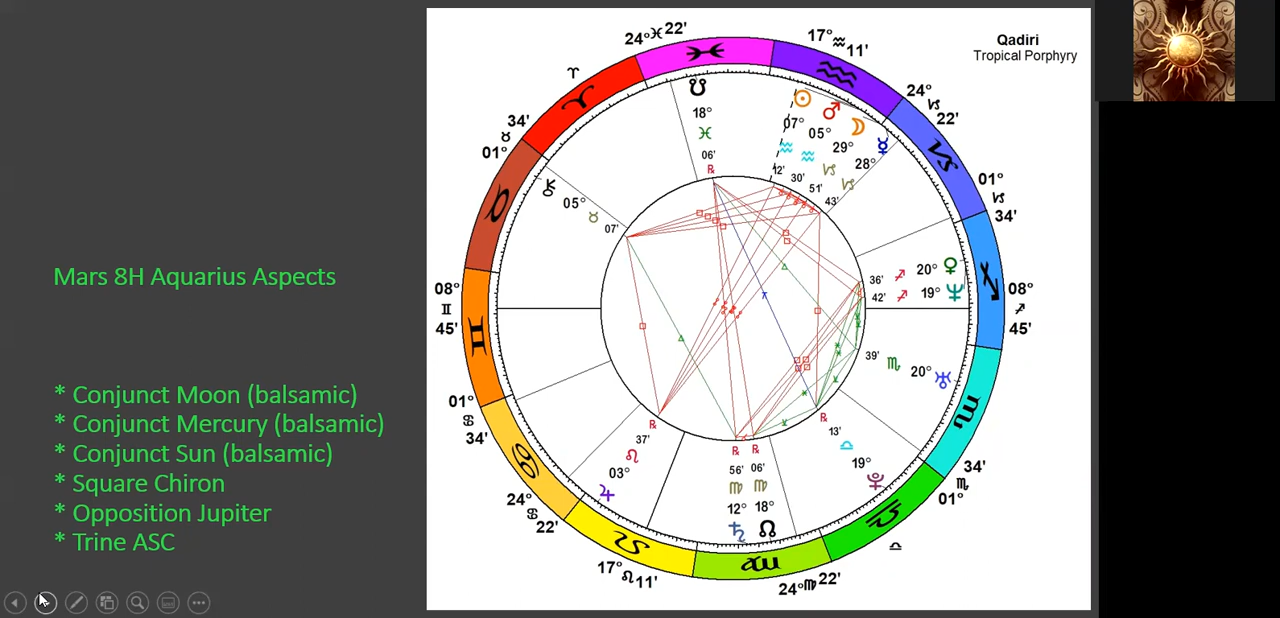 Qadiri
Tropical Porphyry
Mars 8H Aquarius Aspects
* Conjunct Moon (balsamic)
* Conjunct Mercury (balsamic)
* Conjunct Sun (balsamic)
* Square Chiron
* Opposition Jupiter
* Trine ASC
24° ♓ 22'
17° ♒ 11'
24° ♑ 22'
01° ♑ 34'
08° ♐ 45'
34' ♏ 01°
♎
24° ♍ 22'
17° ♌ 11'
24° ♋ 22'
01° ♋ 34'
08° ♊ 45'
34' ♉ 01°
♈
☋ 18° ♓ 06' ℞
☉ 07° ♒ 12'
♂ 05° ♒ 30'
☽ 29° ♑ 51'
☿ 28° ♑ 43'
36' ♐ 20° ♀
42' ♐ 19° ♆
39' ♏ 20° ♅
℞ 13' ♎ 19° ♇
℞ 06' ♍ 18° ☊
℞ 56' ♍ 12° ♄
℞ 37' ♌ 03° ♃
⚷ 05° ♉ 07'